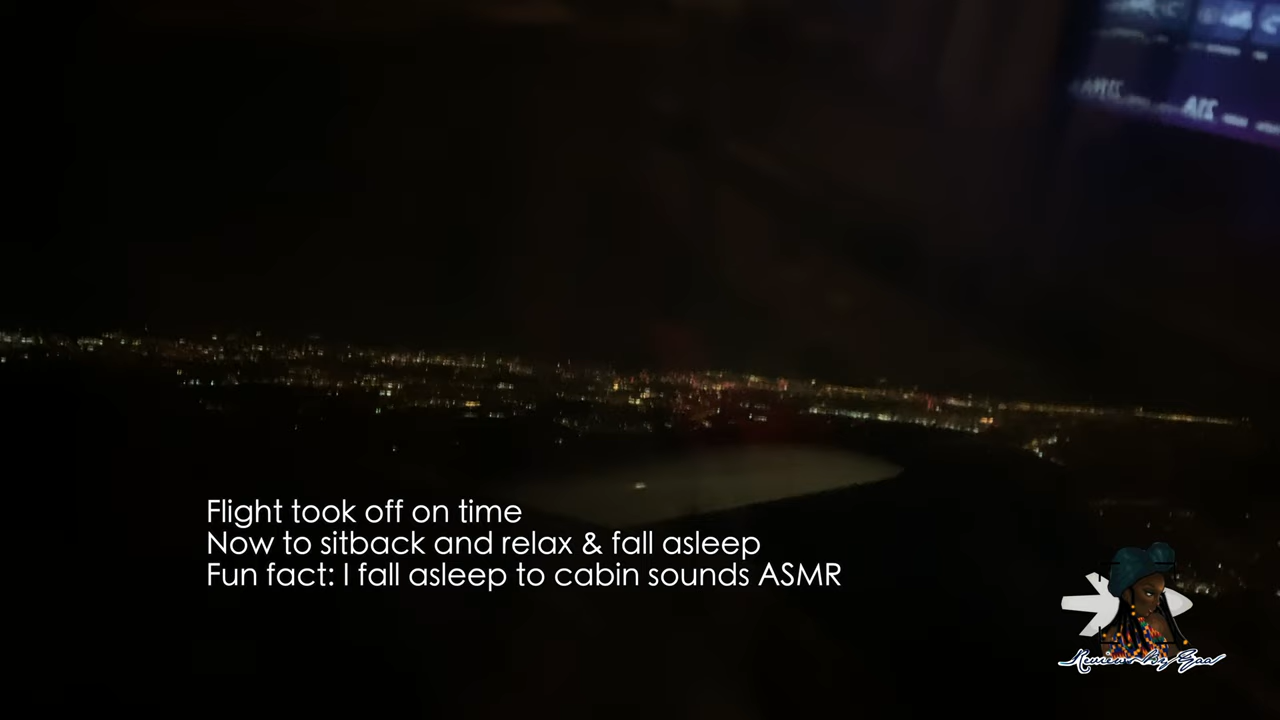 Flight took off on time
Now to sitback and relax & fall asleep
Fun fact: I fall asleep to cabin sounds ASMR